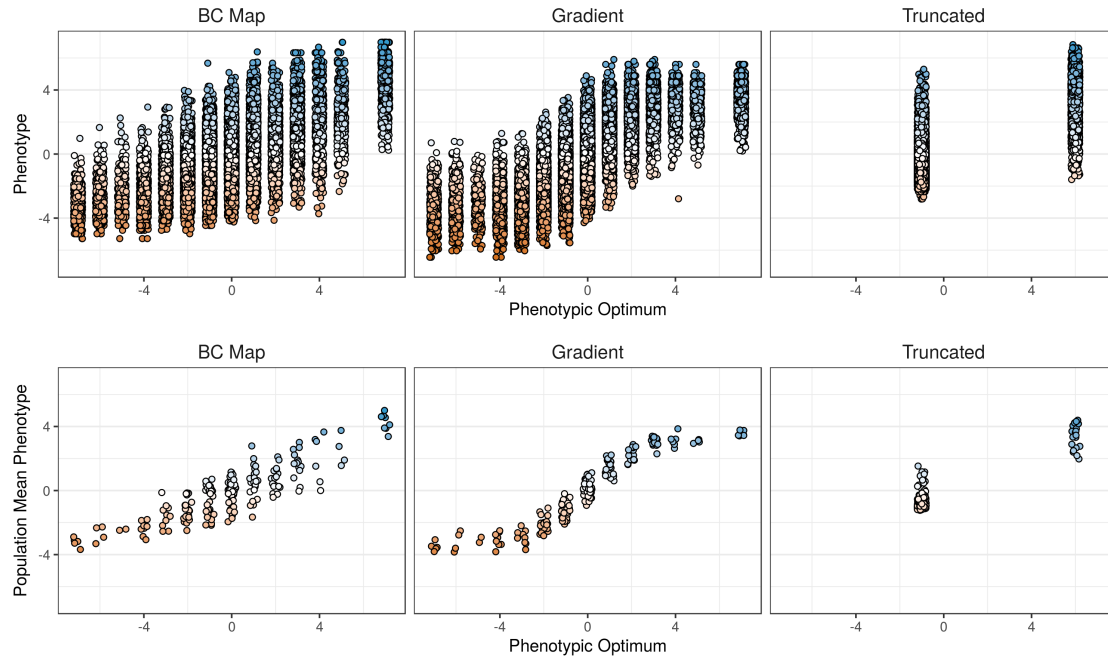 BC Map Gradient Truncated
Phenotype
4
0
-4
-4 0 4 -4 0 4 -4 0 4
Phenotypic Optimum
BC Map Gradient Truncated
Population Mean Phenotype
4
0
-4
-4 0 4 -4 0 4 -4 0 4
Phenotypic Optimum